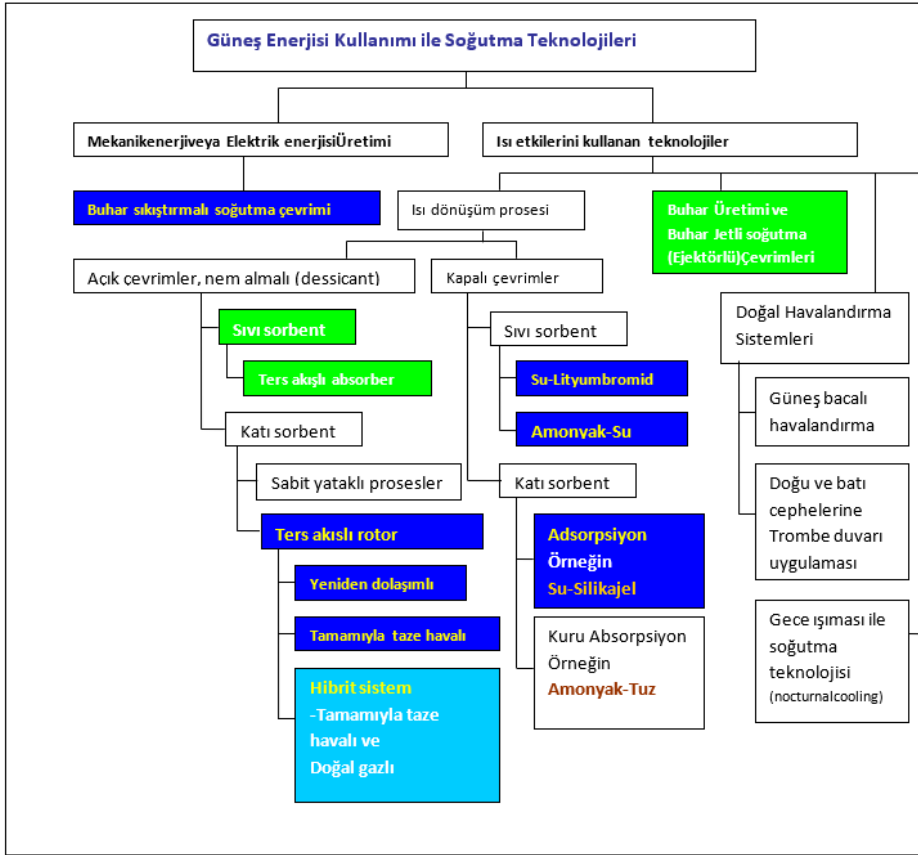 Güneş Enerjisi Kullanımı ile Soğutma Teknolojileri
Mekanikenerjiveya Elektrik enerjisiÜretimi
Isı etkilerini kullanan teknolojiler
Buhar sıkıştırmalı soğutma çevrimi
Isı dönüşüm prosesi
Buhar Üretimi ve
Buhar Jetli soğutma
(Ejektörlü)Çevrimleri
Açık çevrimler, nem almalı (dessicant)
Kapalı çevrimler
Sıvı sorbent
Ters akışlı absorber
Katı sorbent
Sabit yataklı prosesler
Ters akıslı rotor
Yeniden dolaşımlı
Tamamıyla taze havalı
Hibrit sistem
-Tamamıyla taze
havalı ve
Doğal gazlı
Sıvı sorbent
Su-Lityumbromid
Amonyak-Su
Katı sorbent
Adsorpsiyon
Örneğin
Su-Silikajel
Kuru Absorpsiyon
Örneğin
Amonyak-Tuz
Doğal Havalandırma
Sistemleri
Güneş bacalı
havalandırma
Doğu ve batı
cephelerine
Trombe duvarı
uygulaması
Gece ışıması ile
soğutma
teknolojisi
(nocturnalcooling)